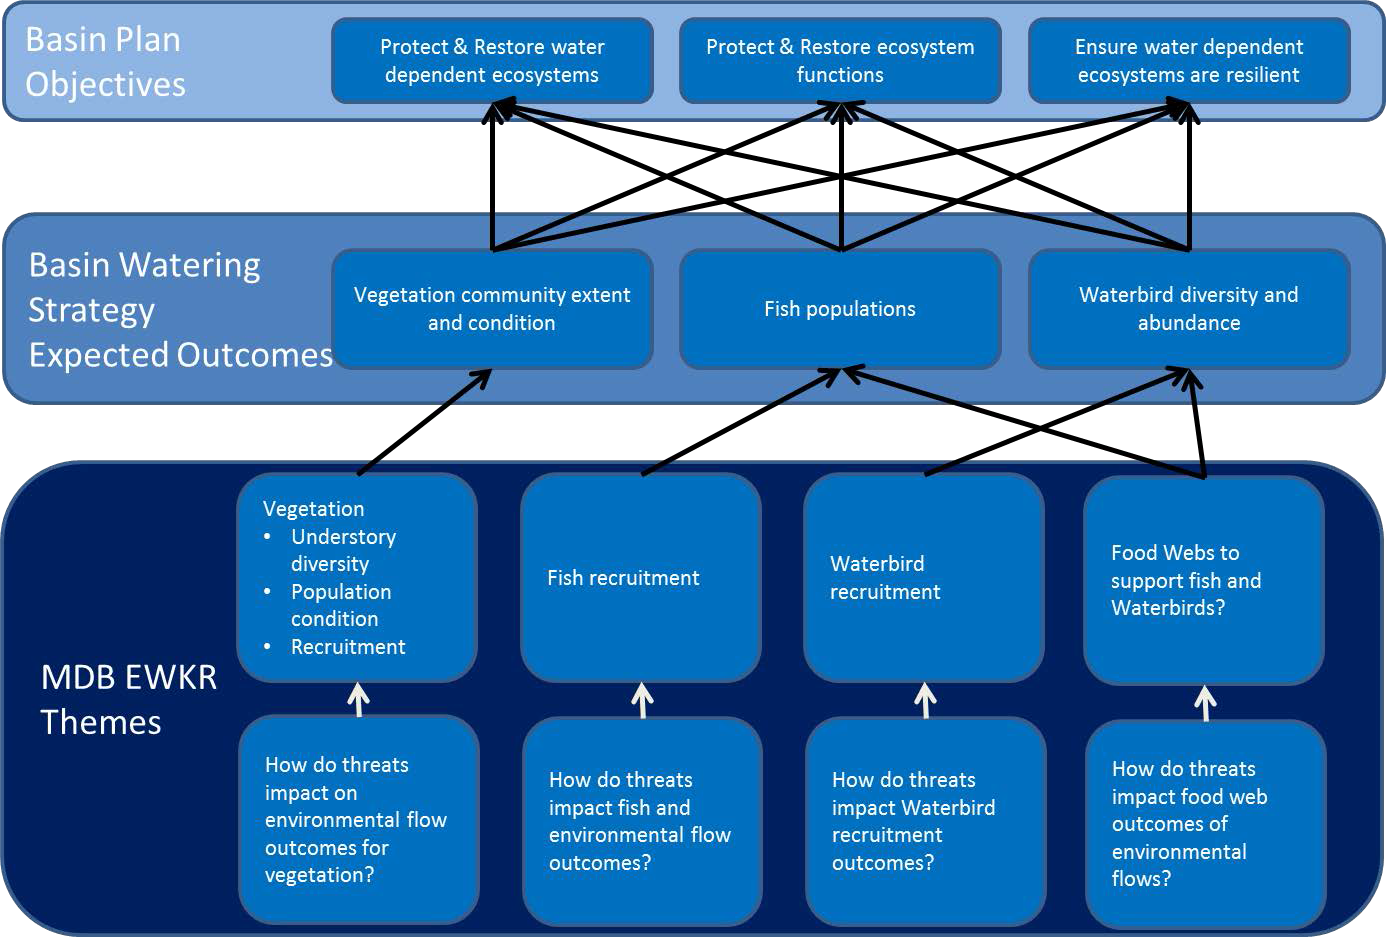 Basin Plan
Objectives
Protect & Restore water
dependent ecosystems
Protect & Restore ecosystem
functions
Ensure water dependent
ecosystems are resilient
Basin Watering
Strategy
Expected Outcomes
Vegetation community extent
and condition
Fish populations
Waterbird diversity and
abundance
MDB EWKR
Themes
Vegetation
• Understory
diversity
• Population
condition
• Recruitment
Fish recruitment
Waterbird
recruitment
Food Webs to
support fish and
Waterbirds?
How do threats
impact on
environmental flow
outcomes for
vegetation?
How do threats
impact fish and
environmental flow
outcomes?
How do threats
impact Waterbird
recruitment
outcomes?
How do threats
impact food web
outcomes of
environmental
flows?